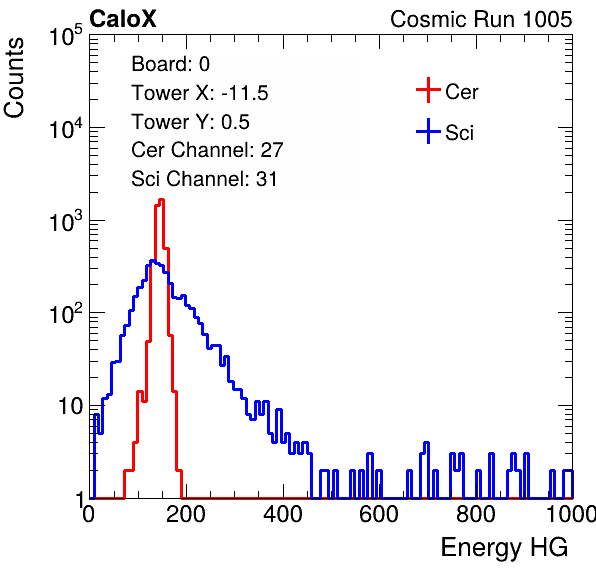 CaloX Cosmic Run 1005
Counts
10^5
10^4
10^3
10^2
10
1
Board: 0
Tower X: -11.5
Tower Y: 0.5
Cer Channel: 27
Sci Channel: 31
Cer
Sci
0 200 400 600 800 1000
Energy HG